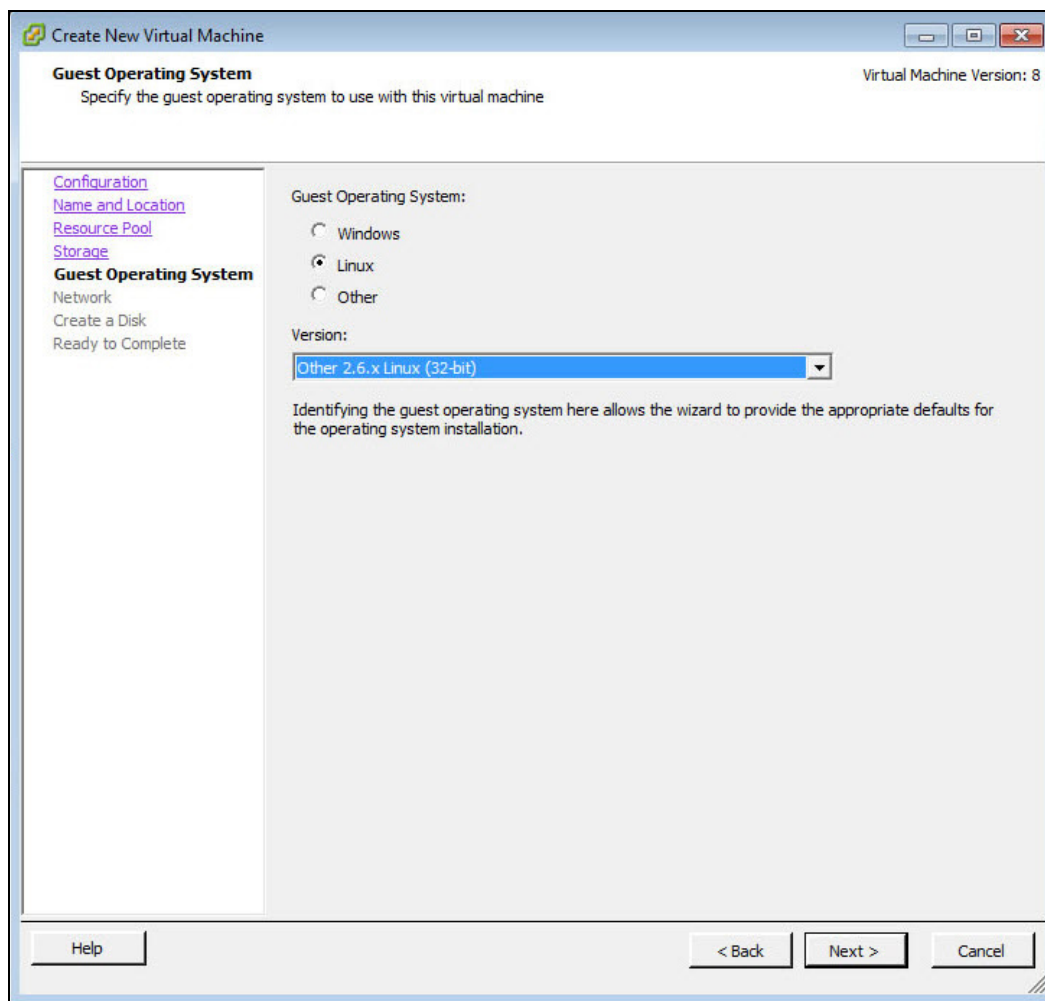 Create New Virtual Machine
Guest Operating System
Virtual Machine Version: 8
Specify the guest operating system to use with this virtual machine
Configuration
Name and Location
Resource Pool
Storage
Guest Operating System
Network
Create a Disk
Ready to Complete
Guest Operating System:
Windows
Linux
Other
Version:
Other 2.6.x Linux (32-bit)
Identifying the guest operating system here allows the wizard to provide the appropriate defaults for
the operating system installation.
Help
< Back
Next >
Cancel